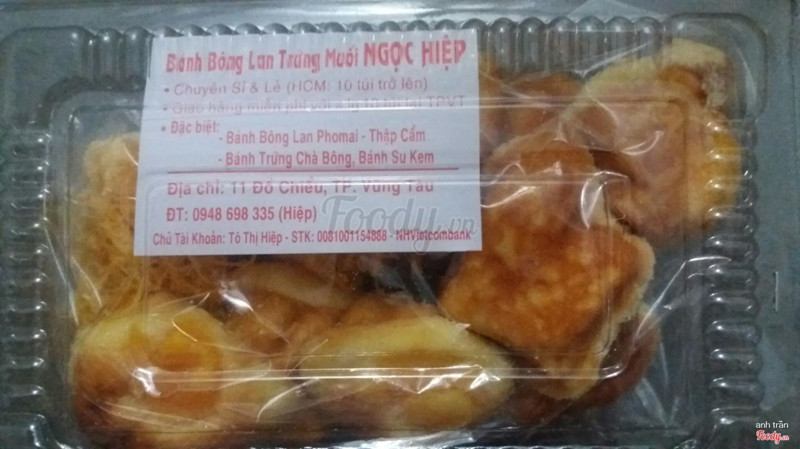 Bánh Bông Lan Trứng Muối NGỌC HIỆP
• Chuyên Sỉ & Lẻ (HCM: 10 túi trở lên)
• Giao hàng miễn phí với
tại TPVT
• Đặc biệt:
- Bánh Bông Lan Phomai - Thập Cẩm
- Bánh Trứng Chà Bông, Bánh Su Kem
Địa chỉ: 11 Đồ Chiểu, TP. Vũng Tàu
ĐT: 0948 698 335 (Hiệp)
Foody.vn
Chủ Tài Khoản: Tô Thị Hiệp - STK: 0081001154888 - NHVietcombank
anh trần
Foody.vn